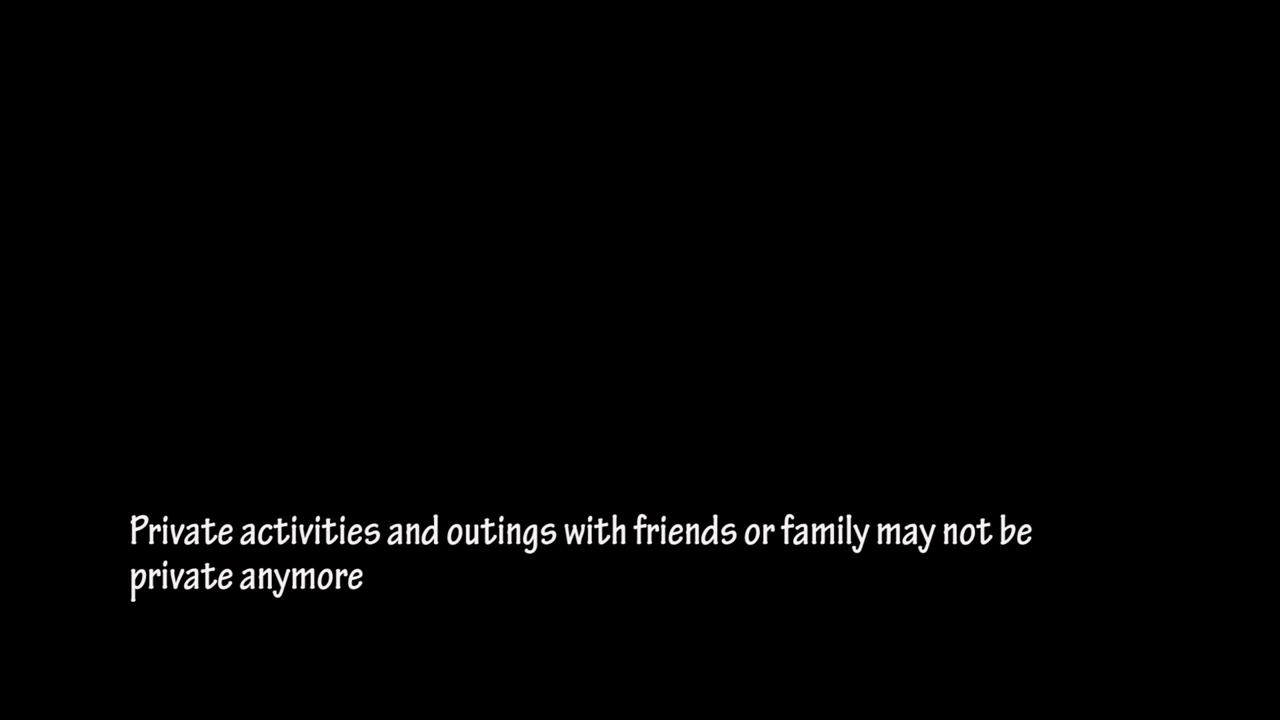 Private activities and outings with friends or family may not be
private anymore